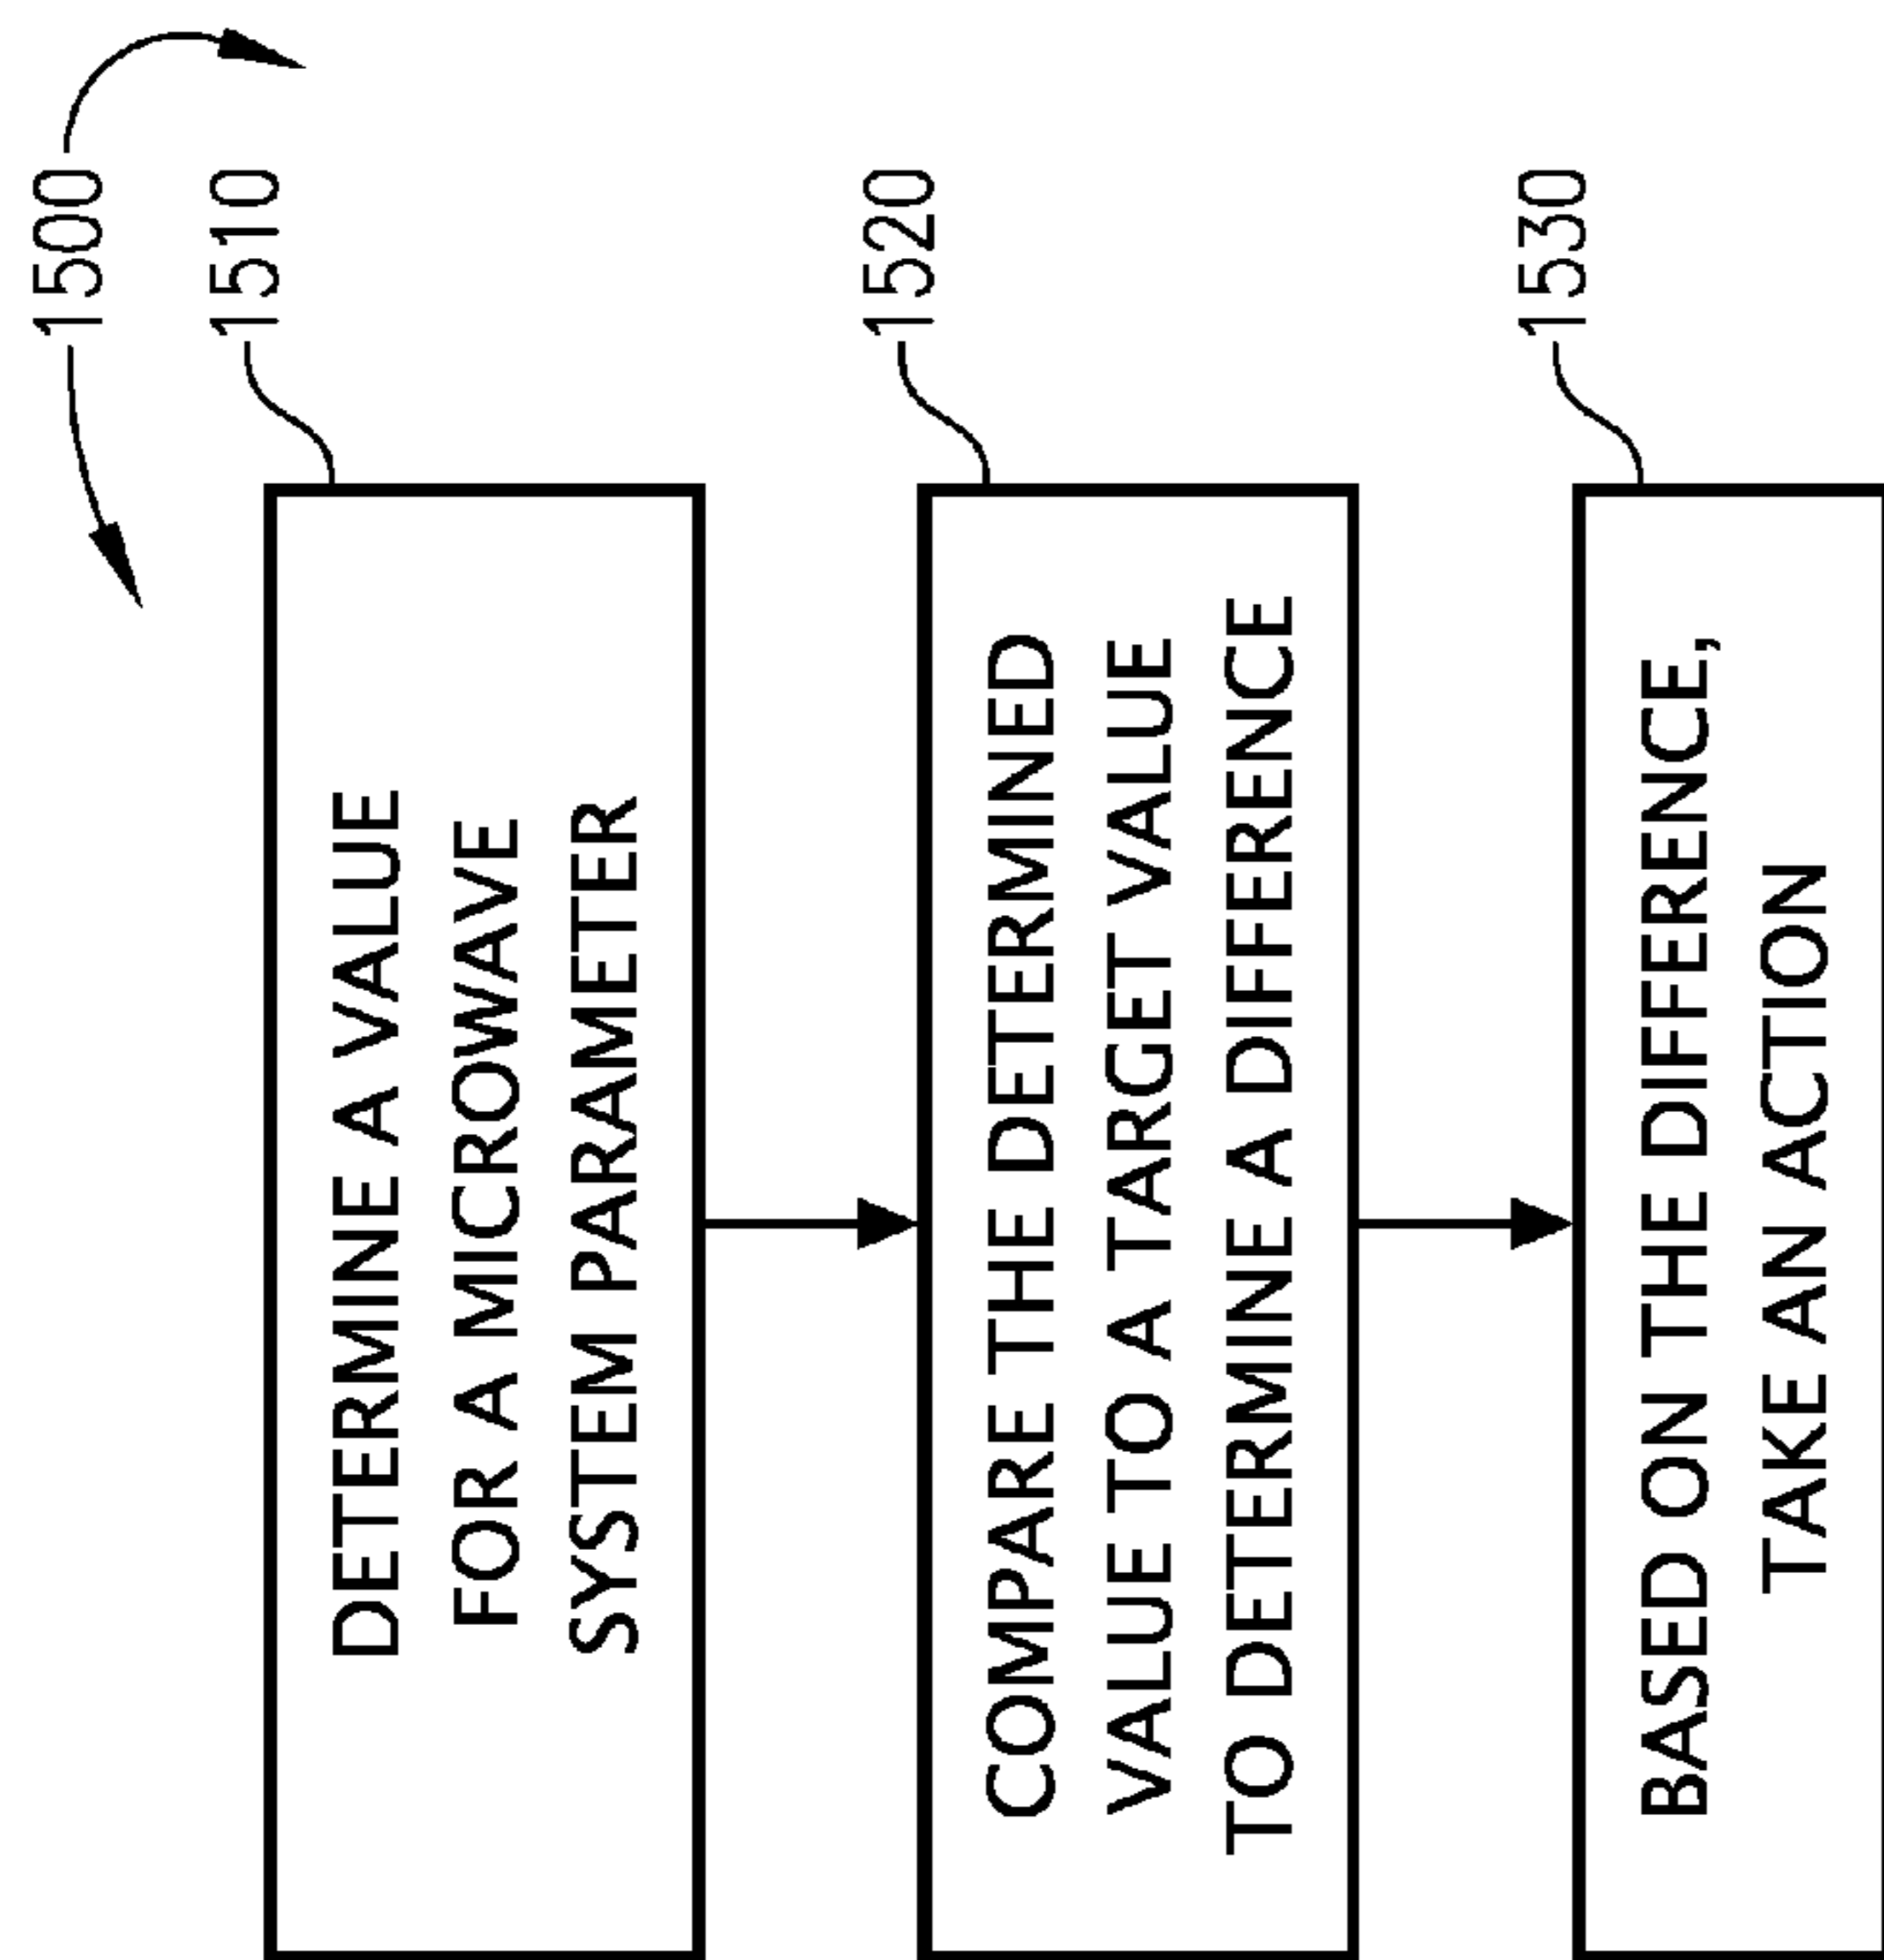 1500
1510
DETERMINE A VALUE
FOR A MICROWAVE
SYSTEM PARAMETER
1520
COMPARE THE DETERMINED
VALUE TO A TARGET VALUE
TO DETERMINE A DIFFERENCE
1530
BASED ON THE DIFFERENCE,
TAKE AN ACTION